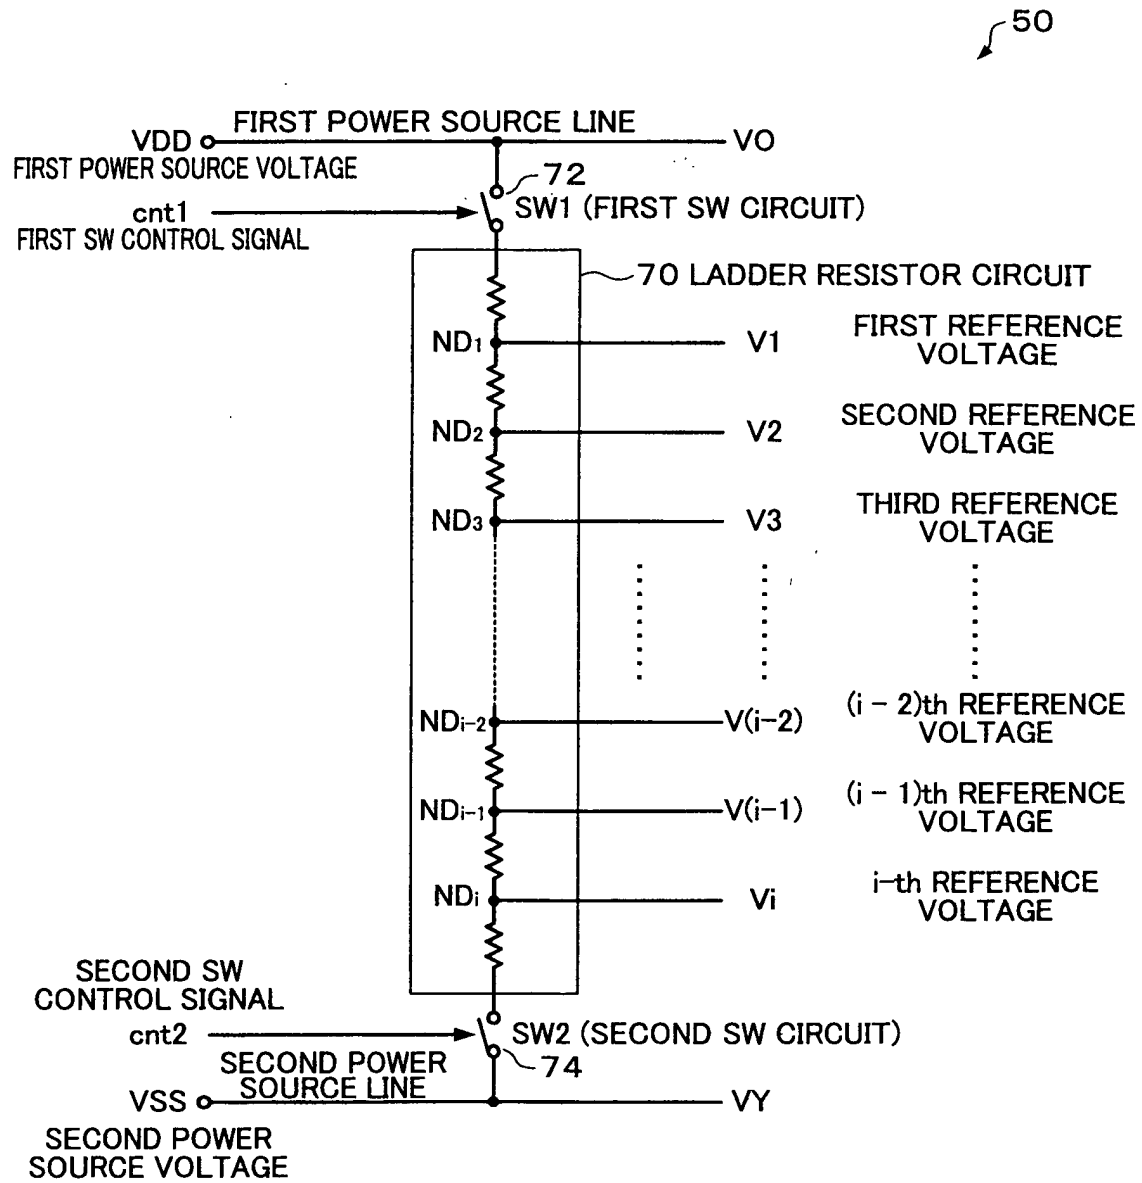 50
FIRST POWER SOURCE LINE
VDD
VO
FIRST POWER SOURCE VOLTAGE
72
cnt1
SW1 (FIRST SW CIRCUIT)
FIRST SW CONTROL SIGNAL
70 LADDER RESISTOR CIRCUIT
ND1
V1
FIRST REFERENCE
VOLTAGE
ND2
V2
SECOND REFERENCE
VOLTAGE
ND3
V3
THIRD REFERENCE
VOLTAGE
NDi-2
V(i-2)
(i - 2)th REFERENCE
VOLTAGE
NDi-1
V(i-1)
(i - 1)th REFERENCE
VOLTAGE
NDi
Vi
i-th REFERENCE
VOLTAGE
SECOND SW
CONTROL SIGNAL
cnt2
SW2 (SECOND SW CIRCUIT)
74
SECOND POWER
SOURCE LINE
VSS
VY
SECOND POWER
SOURCE VOLTAGE